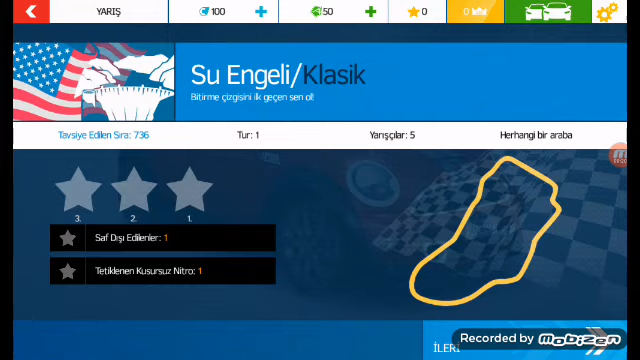 YARIŞ
100
50
0
0
Su Engeli/Klasik
Bitirme çizgisini ilk geçen sen ol!
Tavsiye Edilen Sıra: 736
Tur: 1
Yarışçılar: 5
Herhangi bir araba
3.
2.
1.
Saf Dışı Edilenler: 1
Tetiklenen Kusursuz Nitro: 1
İLERİ
Recorded by
MOBIZEN